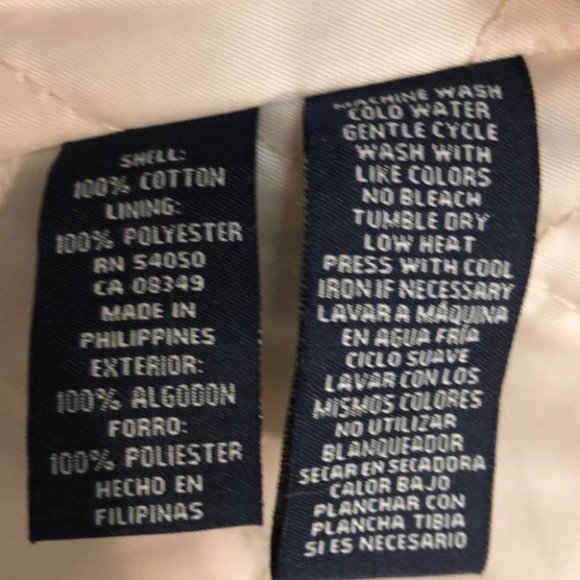 SHELL:
100% COTTON
LINING:
100% POLYESTER
RN 54050
CA 08349
MADE IN
PHILIPPINES
EXTERIOR:
100% ALGODON
FORRO:
100% POLIESTER
HECHO EN
FILIPINAS
MACHINE WASH
COLD WATER
GENTLE CYCLE
WASH WITH
LIKE COLORS
NO BLEACH
TUMBLE DRY
LOW HEAT
PRESS WITH COOL
IRON IF NECESSARY
LAVAR A MÁQUINA
EN AGUA FRÍA
CICLO SUAVE
LAVAR CON LOS
MISMOS COLORES
NO UTILIZAR
BLANQUEADOR
SECAR EN SECADORA
CALOR BAJO
PLANCHAR CON
PLANCHA TIBIA
SI ES NECESARIO